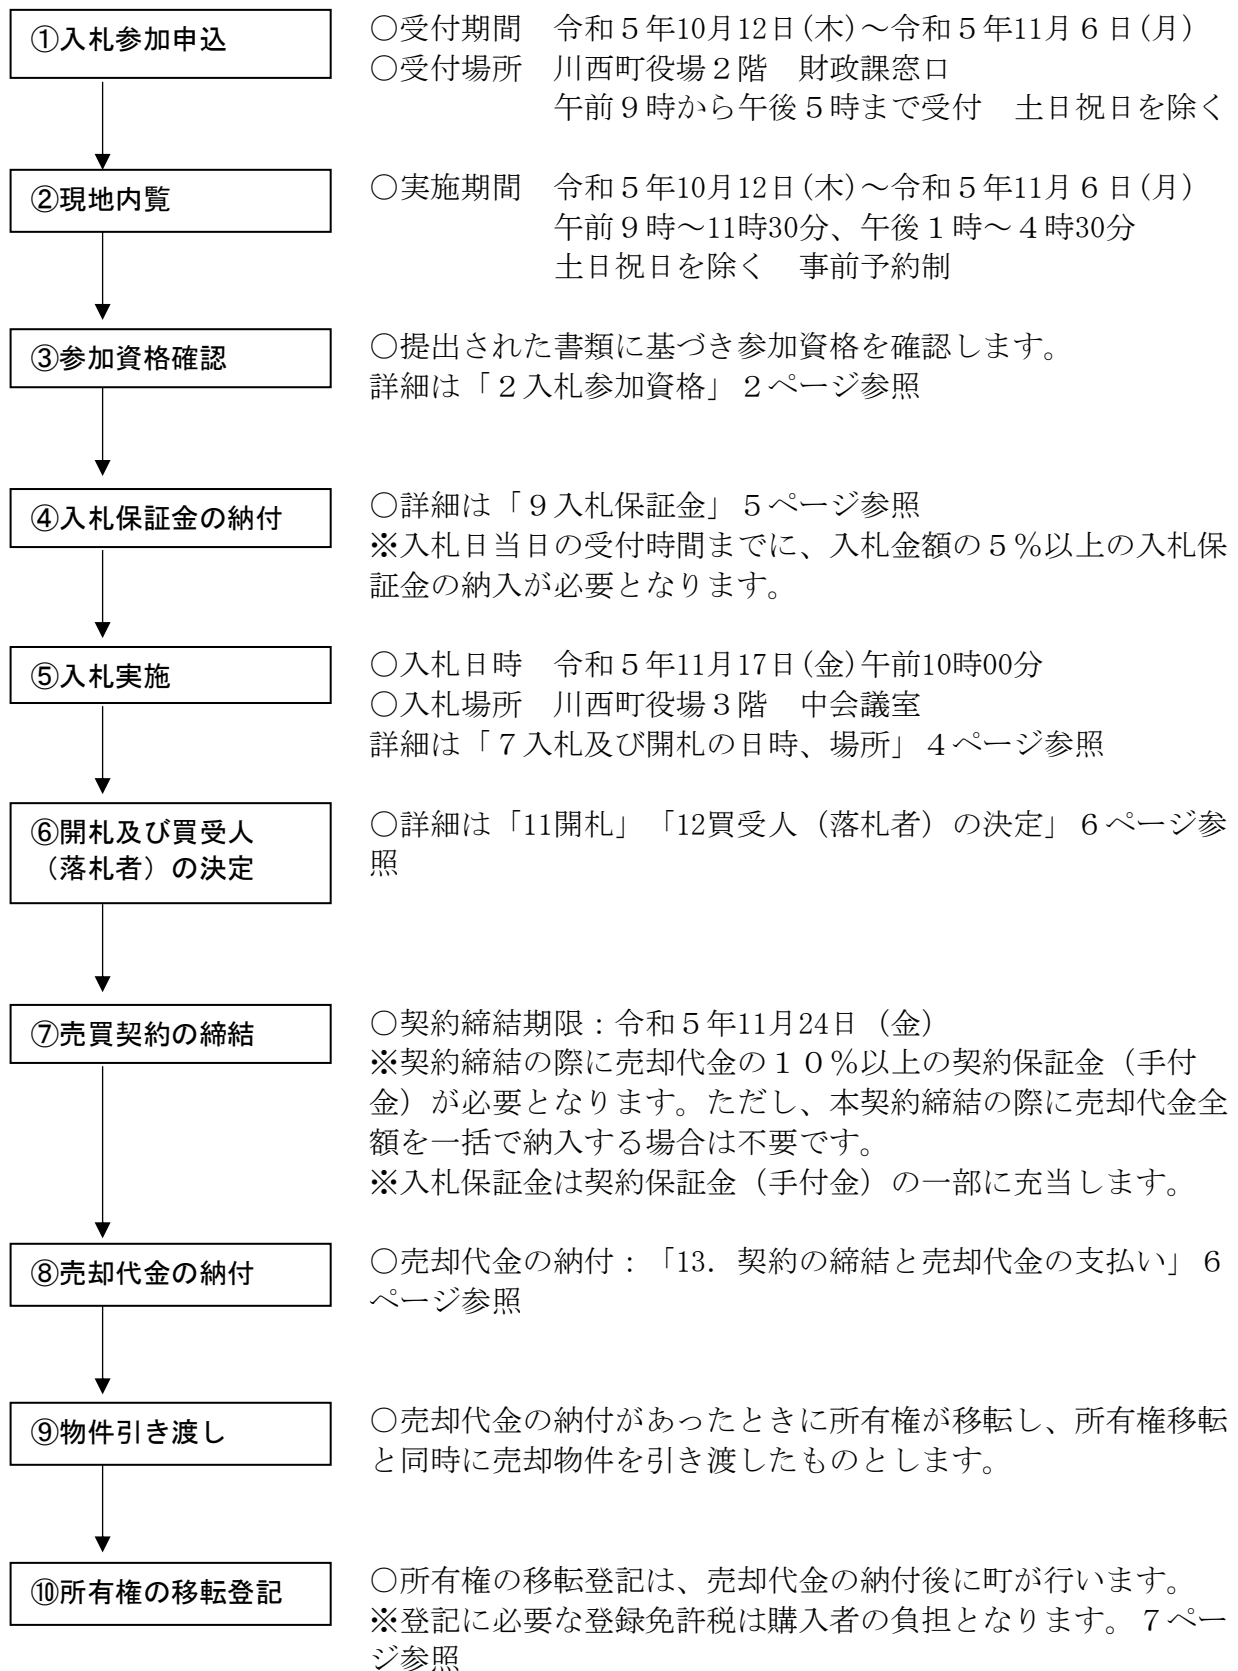 ①入札参加申込
○受付期間　令和５年10月12日(木)～令和５年11月６日(月)
○受付場所　川西町役場２階　財政課窓口
午前９時から午後５時まで受付　土日祝日を除く
②現地内覧
○実施期間　令和５年10月12日(木)～令和５年11月６日(月)
午前９時～11時30分、午後１時～４時30分
土日祝日を除く　事前予約制
③参加資格確認
○提出された書類に基づき参加資格を確認します。
詳細は「２入札参加資格」２ページ参照
④入札保証金の納付
○詳細は「９入札保証金」５ページ参照
※入札日当日の受付時間までに、入札金額の５％以上の入札保
証金の納入が必要となります。
⑤入札実施
○入札日時　令和５年11月17日(金)午前10時00分
○入札場所　川西町役場３階　中会議室
詳細は「７入札及び開札の日時、場所」４ページ参照
⑥開札及び買受人
（落札者）の決定
○詳細は「11開札」「12買受人（落札者）の決定」６ページ参
照
⑦売買契約の締結
○契約締結期限：令和５年11月24日（金）
※契約締結の際に売却代金の１０％以上の契約保証金（手付
金）が必要となります。ただし、本契約締結の際に売却代金全
額を一括で納入する場合は不要です。
※入札保証金は契約保証金（手付金）の一部に充当します。
⑧売却代金の納付
○売却代金の納付：「13．契約の締結と売却代金の支払い」６
ページ参照
⑨物件引き渡し
○売却代金の納付があったときに所有権が移転し、所有権移転
と同時に売却物件を引き渡したものとします。
⑩所有権の移転登記
○所有権の移転登記は、売却代金の納付後に町が行います。
※登記に必要な登録免許税は購入者の負担となります。７ペー
ジ参照